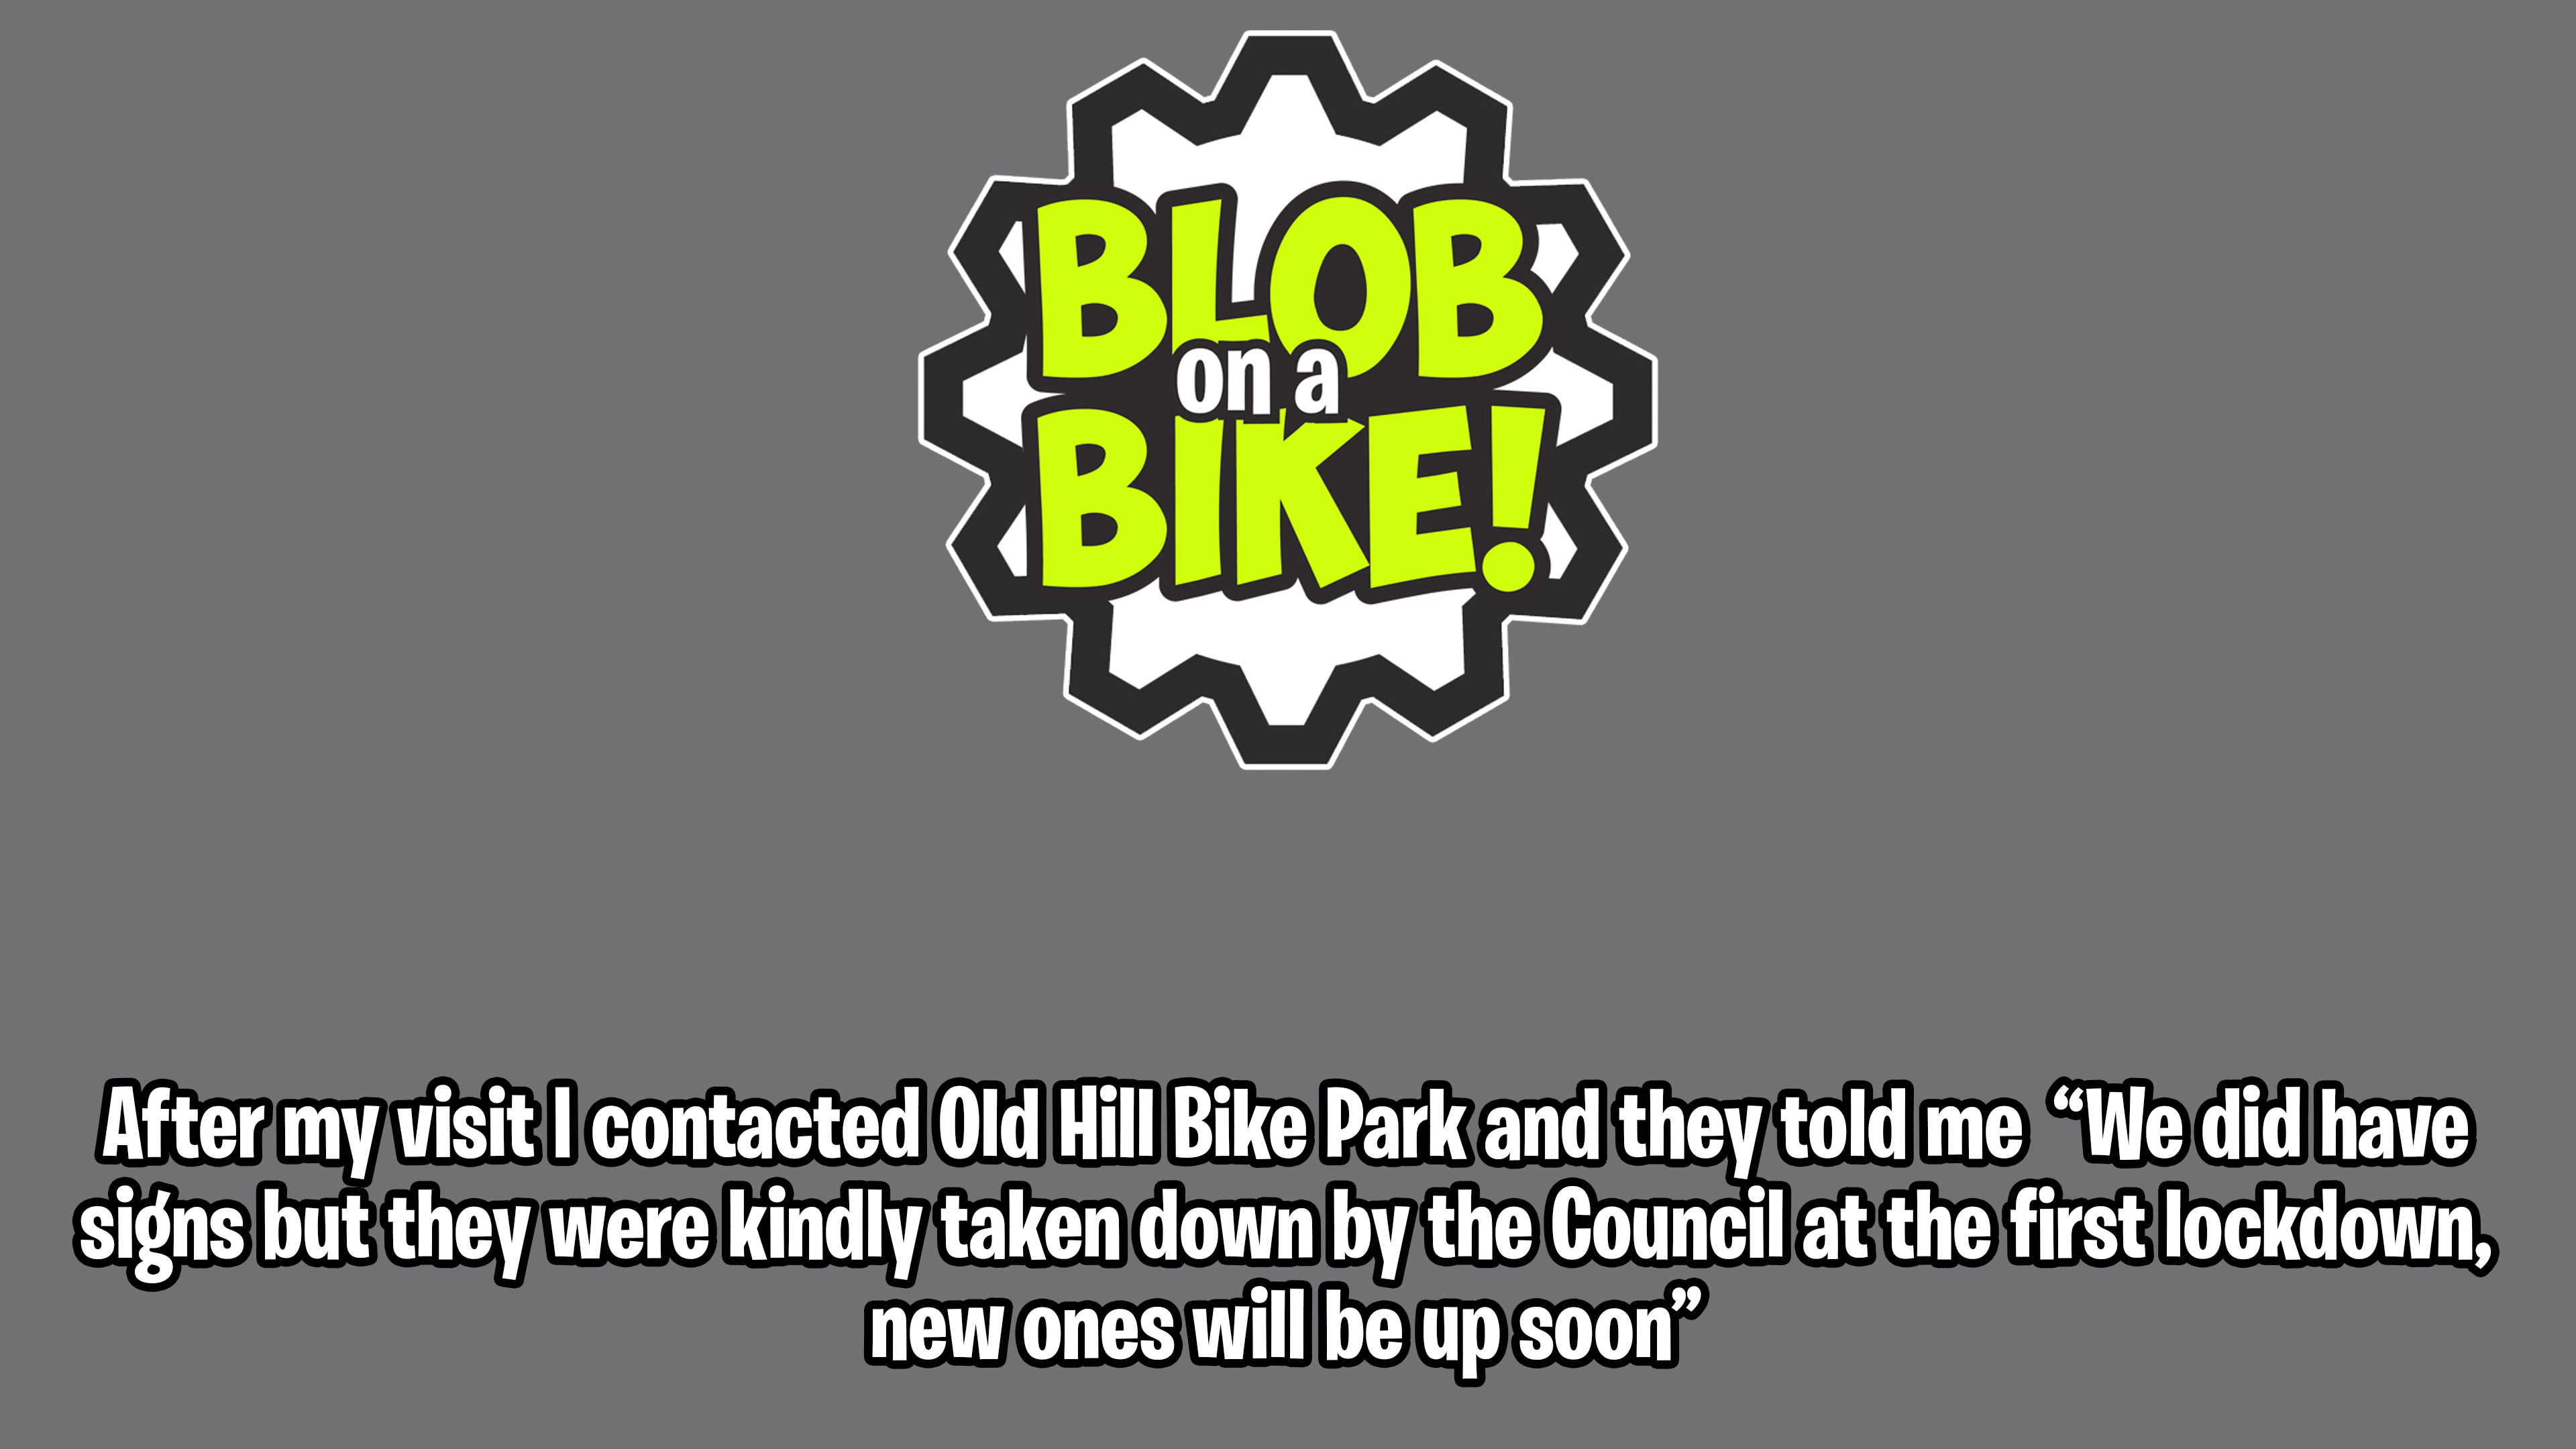 BLOB
on a
BIKE!
After my visit I contacted Old Hill Bike Park and they told me “We did have
signs but they were kindly taken down by the Council at the first lockdown,
new ones will be up soon”